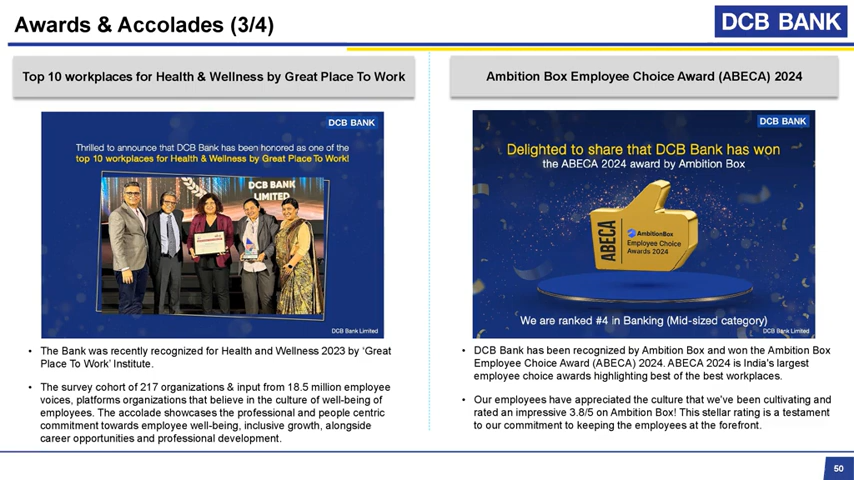 Awards & Accolades (3/4)
DCB BANK
Top 10 workplaces for Health & Wellness by Great Place To Work
DCB BANK
Thrilled to announce that DCB Bank has been honored as one of the
top 10 workplaces for Health & Wellness by Great Place To Work!
DCB BANK
LIMITED
DCB Bank Limited
• The Bank was recently recognized for Health and Wellness 2023 by ‘Great
Place To Work’ Institute.
• The survey cohort of 217 organizations & input from 18.5 million employee
voices, platforms organizations that believe in the culture of well-being of
employees. The accolade showcases the professional and people centric
commitment towards employee well-being, inclusive growth, alongside
career opportunities and professional development.
Ambition Box Employee Choice Award (ABECA) 2024
DCB BANK
Delighted to share that DCB Bank has won
the ABECA 2024 award by Ambition Box
ABECA
AmbitionBox
Employee Choice
Awards 2024
We are ranked #4 in Banking (Mid-sized category)
DCB Bank Limited
• DCB Bank has been recognized by Ambition Box and won the Ambition Box
Employee Choice Award (ABECA) 2024. ABECA 2024 is India's largest
employee choice awards highlighting best of the best workplaces.
• Our employees have appreciated the culture that we've been cultivating and
rated an impressive 3.8/5 on Ambition Box! This stellar rating is a testament
to our commitment to keeping the employees at the forefront.
50